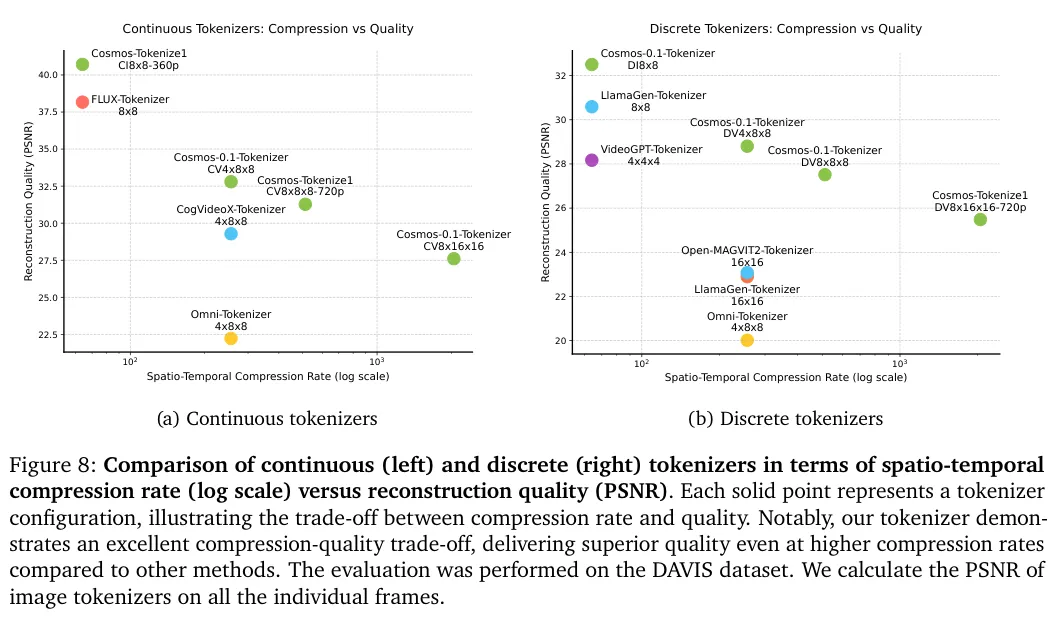 Continuous Tokenizers: Compression vs Quality
Cosmos-Tokenize1
CI8x8-360p
FLUX-Tokenizer
8x8
Cosmos-0.1-Tokenizer
CV4x8x8
Cosmos-Tokenize1
CV8x8x8-720p
CogVideoX-Tokenizer
4x8x8
Cosmos-0.1-Tokenizer
CV8x16x16
Omni-Tokenizer
4x8x8
40.0
37.5
35.0
32.5
30.0
27.5
25.0
22.5
Reconstruction Quality (PSNR)
10²
10³
Spatio-Temporal Compression Rate (log scale)
(a) Continuous tokenizers
Discrete Tokenizers: Compression vs Quality
Cosmos-0.1-Tokenizer
DI8x8
LlamaGen-Tokenizer
8x8
Cosmos-0.1-Tokenizer
DV4x8x8
VideoGPT-Tokenizer
4x4x4
Cosmos-0.1-Tokenizer
DV8x8x8
Cosmos-Tokenize1
DV8x16x16-720p
Open-MAGVIT2-Tokenizer
16x16
LlamaGen-Tokenizer
16x16
Omni-Tokenizer
4x8x8
32
30
28
26
24
22
20
Reconstruction Quality (PSNR)
10²
10³
Spatio-Temporal Compression Rate (log scale)
(b) Discrete tokenizers
Figure 8: Comparison of continuous (left) and discrete (right) tokenizers in terms of spatio-temporal
compression rate (log scale) versus reconstruction quality (PSNR). Each solid point represents a tokenizer
configuration, illustrating the trade-off between compression rate and quality. Notably, our tokenizer demon-
strates an excellent compression-quality trade-off, delivering superior quality even at higher compression rates
compared to other methods. The evaluation was performed on the DAVIS dataset. We calculate the PSNR of
image tokenizers on all the individual frames.